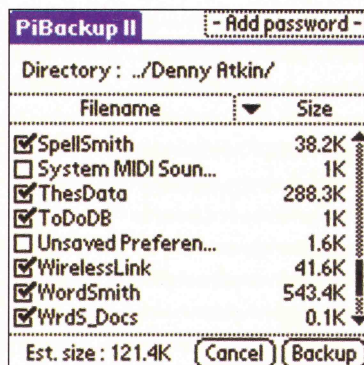 PiBackup II - Add password -
Directory : ../Denny Atkin/
Filename Size
SpellSmith 38.2K
System MIDI Soun... 1K
ThesData 288.3K
ToDoDB 1K
Unsaved Preferen... 1.6K
WirelessLink 41.6K
WordSmith 543.4K
WrdS_Docs 0.1K
Est. size : 121.4K Cancel Backup